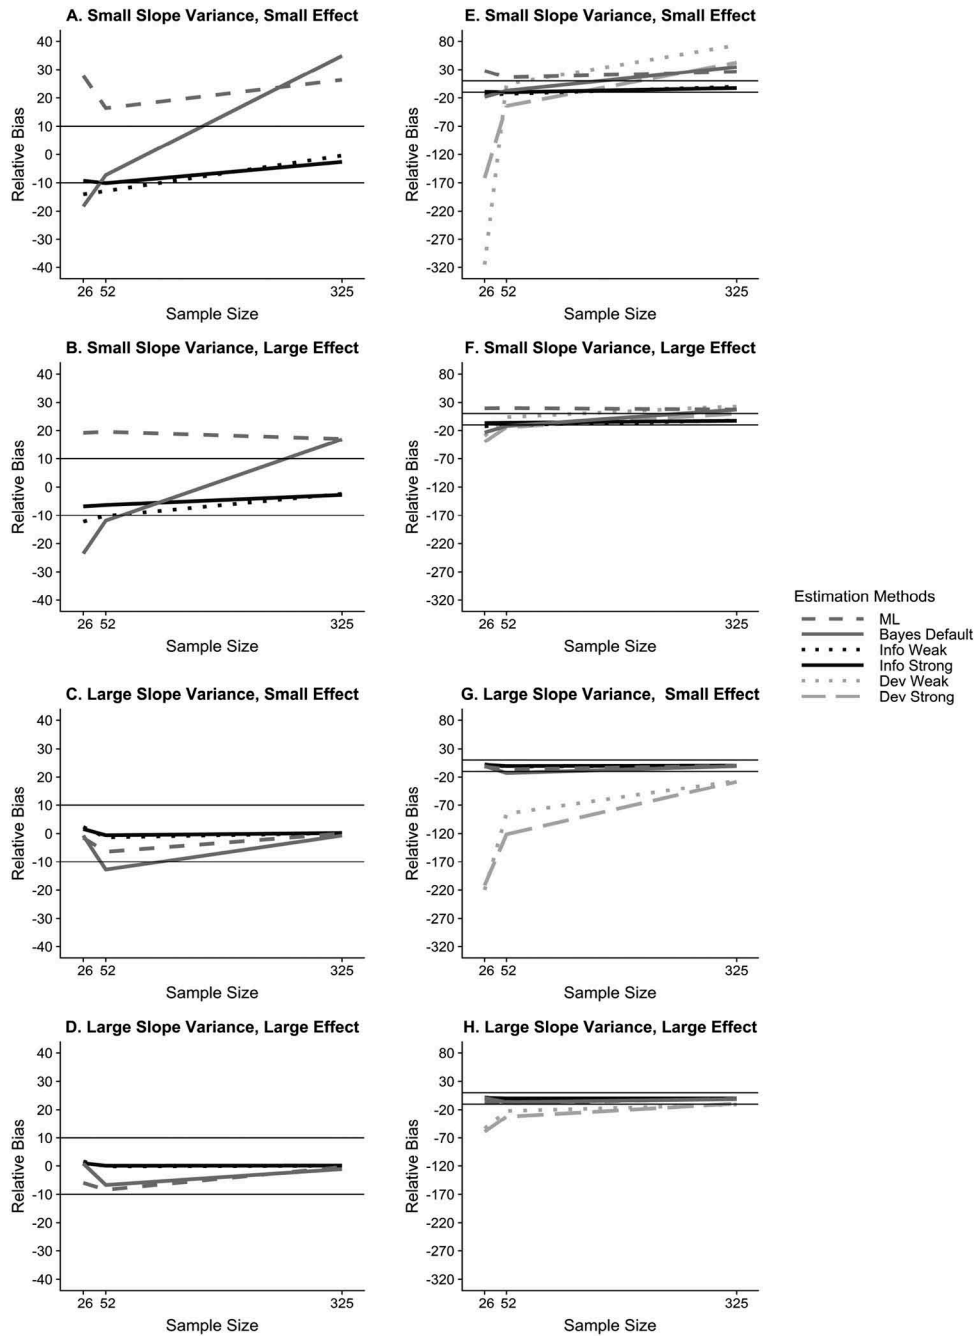 A. Small Slope Variance, Small Effect
Relative Bias
40
30
20
10
0
-10
-20
-30
-40
26 52 325
Sample Size
E. Small Slope Variance, Small Effect
Relative Bias
80
30
-20
-70
-120
-170
-220
-270
-320
26 52 325
Sample Size
B. Small Slope Variance, Large Effect
Relative Bias
40
30
20
10
0
-10
-20
-30
-40
26 52 325
Sample Size
F. Small Slope Variance, Large Effect
Relative Bias
80
30
-20
-70
-120
-170
-220
-270
-320
26 52 325
Sample Size
Estimation Methods
ML
Bayes Default
Info Weak
Info Strong
Dev Weak
Dev Strong
C. Large Slope Variance, Small Effect
Relative Bias
40
30
20
10
0
-10
-20
-30
-40
26 52 325
Sample Size
G. Large Slope Variance, Small Effect
Relative Bias
80
30
-20
-70
-120
-170
-220
-270
-320
26 52 325
Sample Size
D. Large Slope Variance, Large Effect
Relative Bias
40
30
20
10
0
-10
-20
-30
-40
26 52 325
Sample Size
H. Large Slope Variance, Large Effect
Relative Bias
80
30
-20
-70
-120
-170
-220
-270
-320
26 52 325
Sample Size